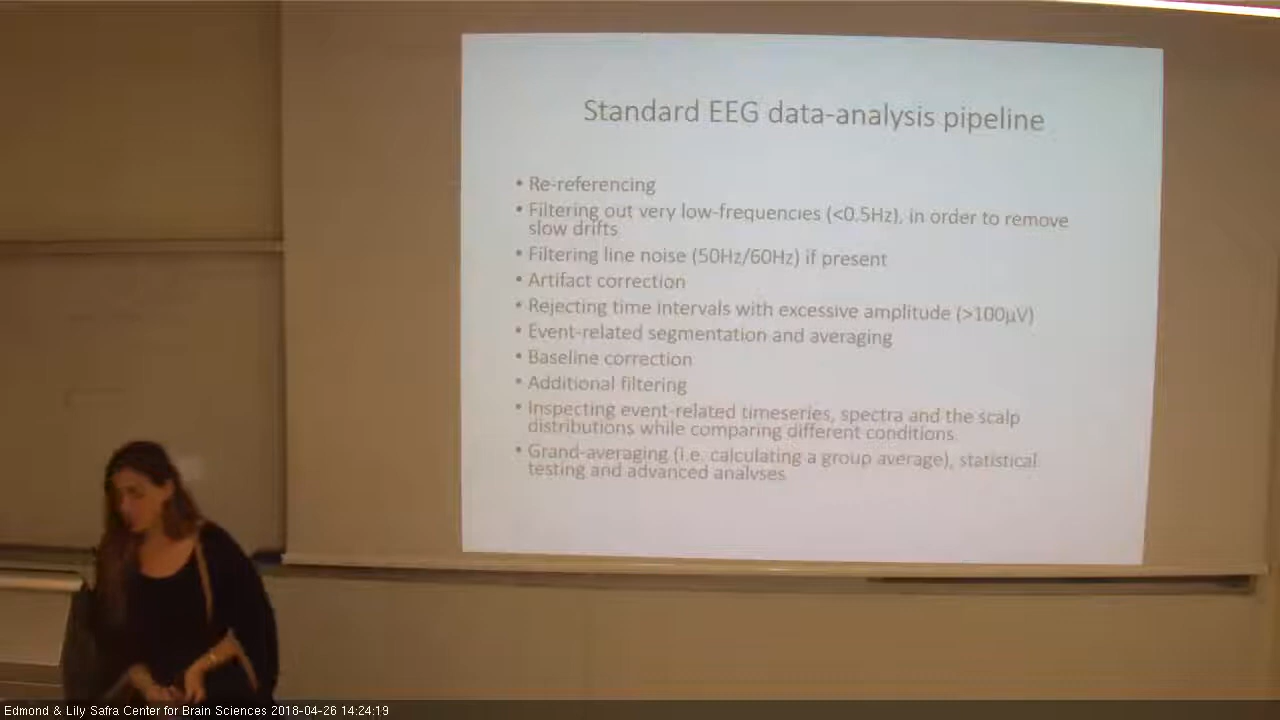 Standard EEG data-analysis pipeline
• Re-referencing
• Filtering out very low-frequencies (<0.5Hz), in order to remove
slow drifts
• Filtering line noise (50Hz/60Hz) if present
• Artifact correction
• Rejecting time intervals with excessive amplitude (>100µV)
• Event-related segmentation and averaging
• Baseline correction
• Additional filtering
• Inspecting event-related timeseries, spectra and the scalp
distributions while comparing different conditions.
• Grand-averaging (i.e. calculating a group average), statistical
testing and advanced analyses
Edmond & Lily Safra Center for Brain Sciences 2018-04-26 14:24:19